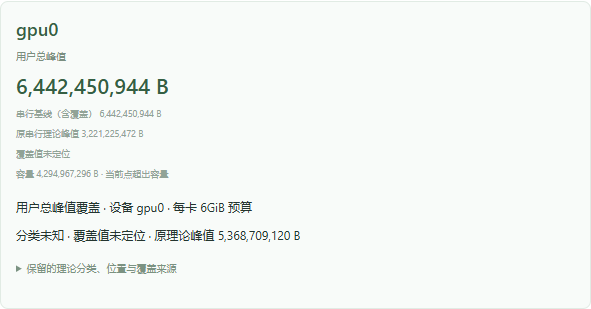 gpu0
用户总峰值
6,442,450,944 B
串行基线（含覆盖） 6,442,450,944 B
原串行理论峰值 3,221,225,472 B
覆盖值未定位
容量 4,294,967,296 B · 当前点超出容量
用户总峰值覆盖 · 设备 gpu0 · 每卡 6GiB 预算
分类未知 · 覆盖值未定位 · 原理论峰值 5,368,709,120 B
▶ 保留的理论分类、位置与覆盖来源